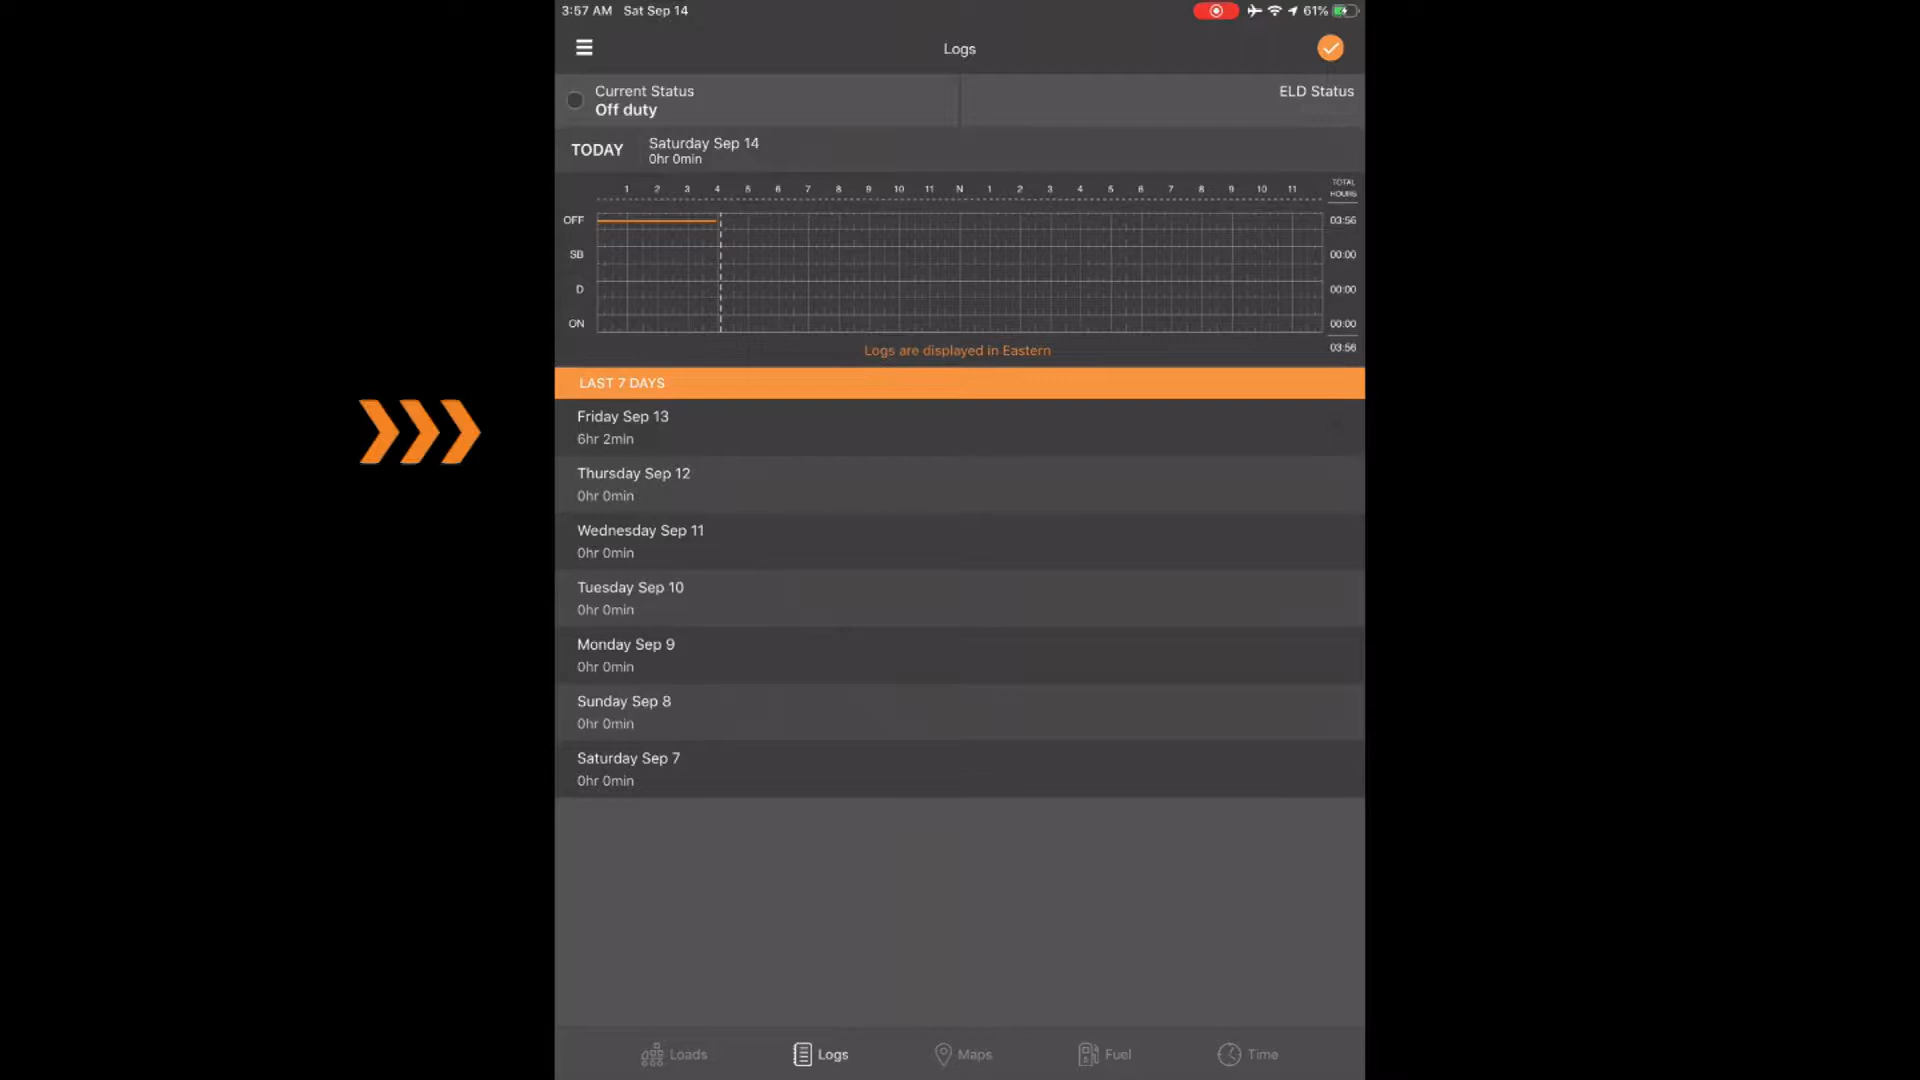 3:57 AM Sat Sep 14 61%
Logs
Current Status
Off duty
ELD Status
TODAY
Saturday Sep 14
0hr 0min
1 2 3 4 5 6 7 8 9 10 11 N 1 2 3 4 5 6 7 8 9 10 11
TOTAL
HOURS
OFF 03:56
SB 00:00
D 00:00
ON 00:00
03:56
Logs are displayed in Eastern
LAST 7 DAYS
Friday Sep 13
6hr 2min
Thursday Sep 12
0hr 0min
Wednesday Sep 11
0hr 0min
Tuesday Sep 10
0hr 0min
Monday Sep 9
0hr 0min
Sunday Sep 8
0hr 0min
Saturday Sep 7
0hr 0min
Loads Logs Maps Fuel Time